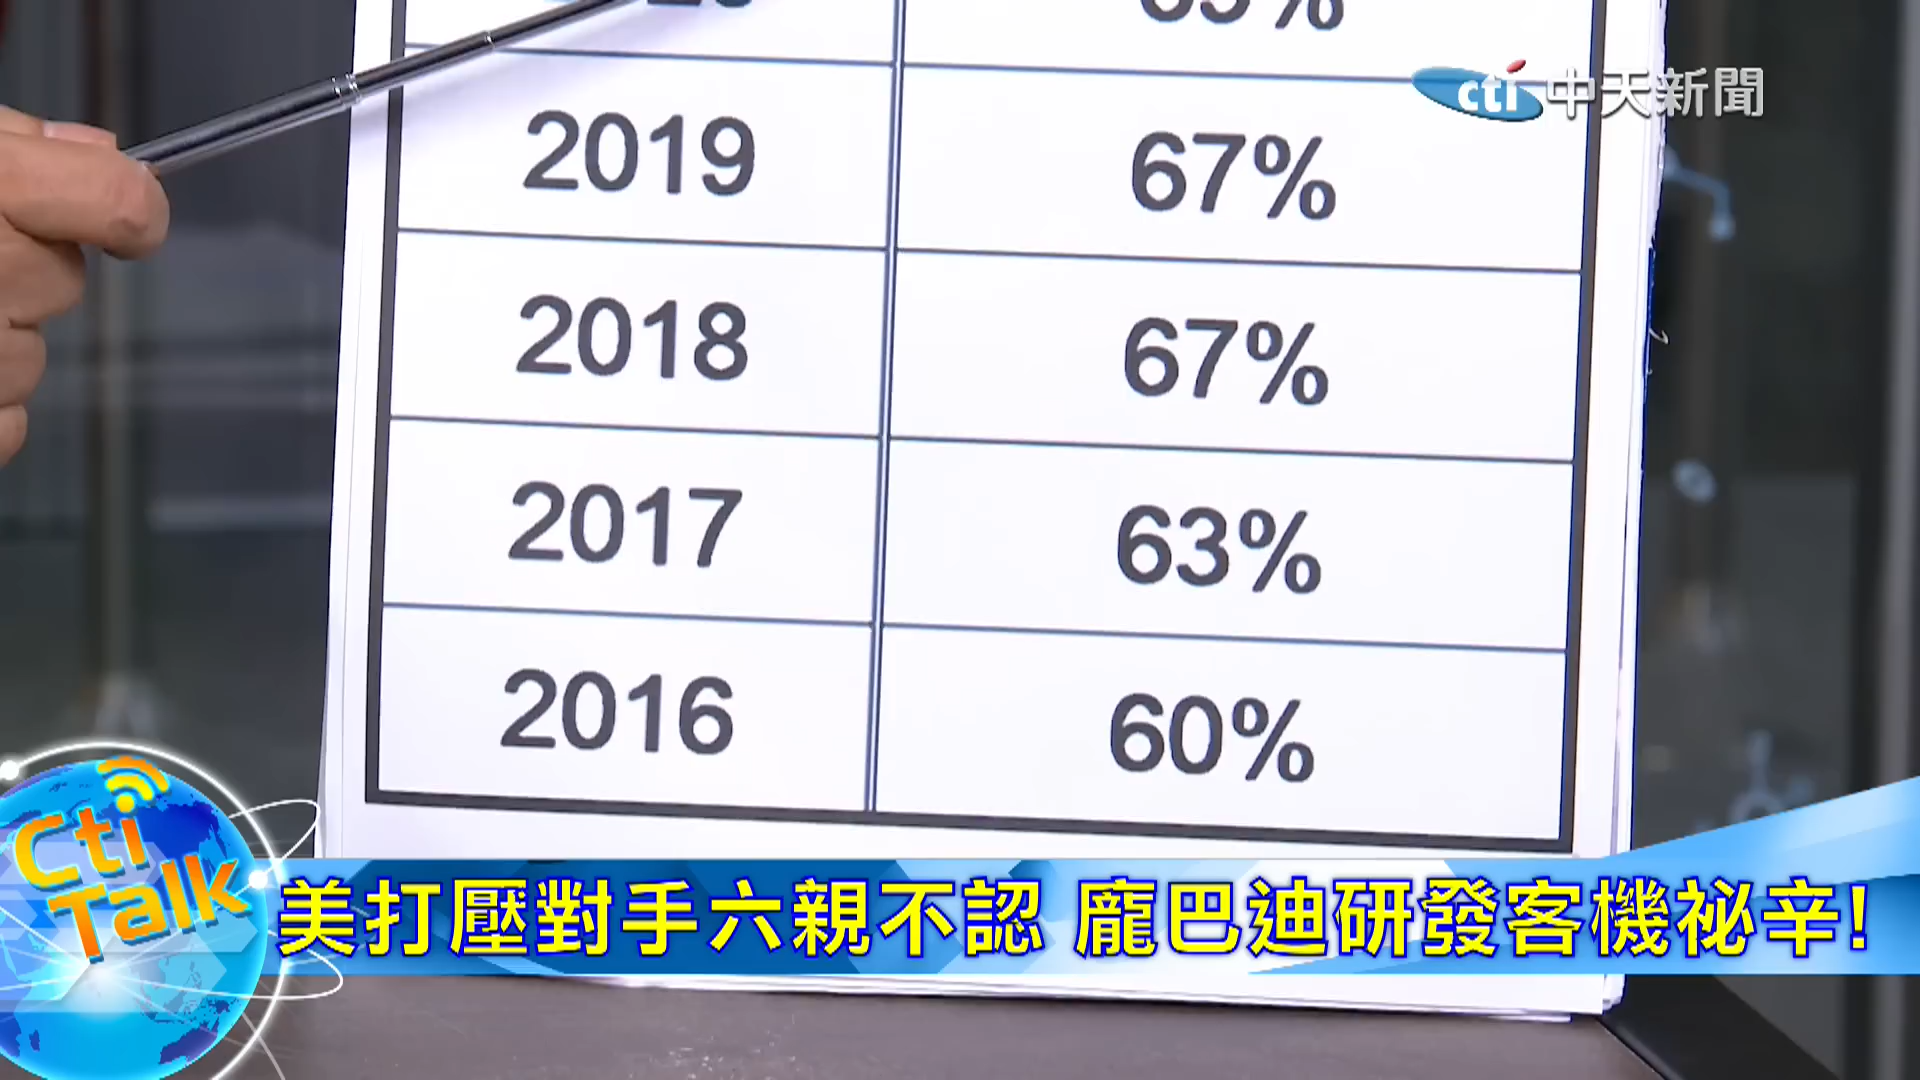 cti 中天新聞
2019 67%
2018 67%
2017 63%
2016 60%
Cti Talk
美打壓對手六親不認 龐巴迪研發客機祕辛!